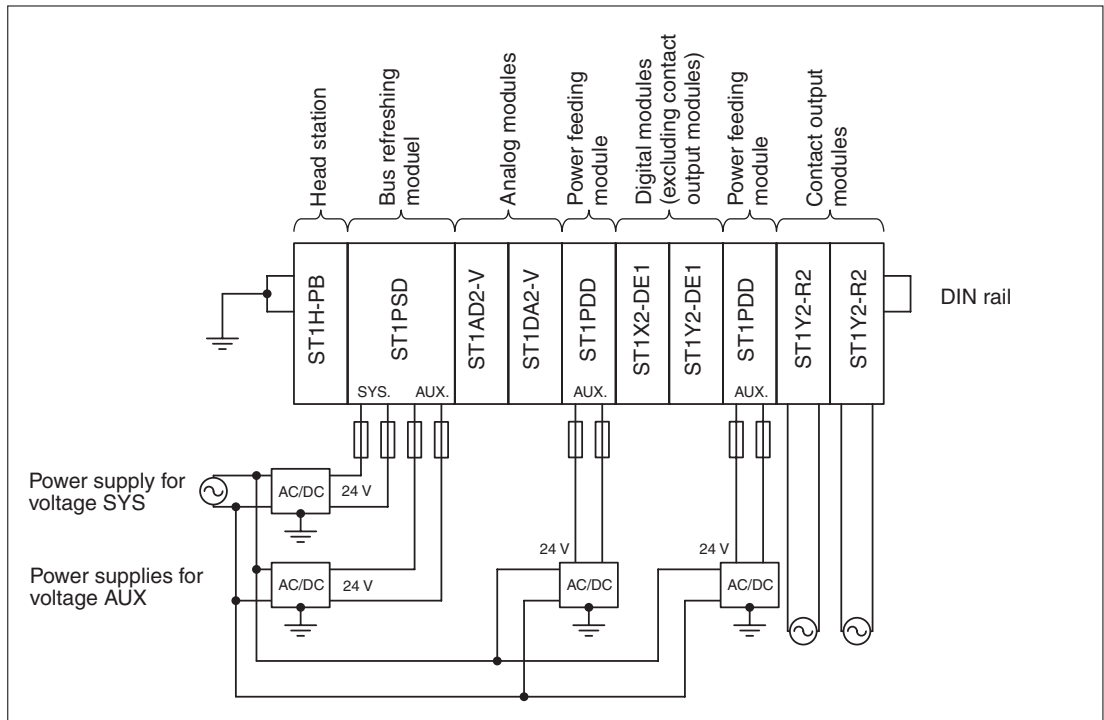 Head station
Bus refreshing
moduel
Analog modules
Power feeding
module
Digital modules
(excluding contact
output modules)
Power feeding
module
Contact output
modules
ST1H-PB
ST1PSD
ST1AD2-V
ST1DA2-V
ST1PDD
ST1X2-DE1
ST1Y2-DE1
ST1PDD
ST1Y2-R2
ST1Y2-R2
DIN rail
SYS.
AUX.
AUX.
AUX.
Power supply for
voltage SYS
AC/DC
24 V
Power supplies for
voltage AUX
AC/DC
24 V
24 V
AC/DC
24 V
AC/DC